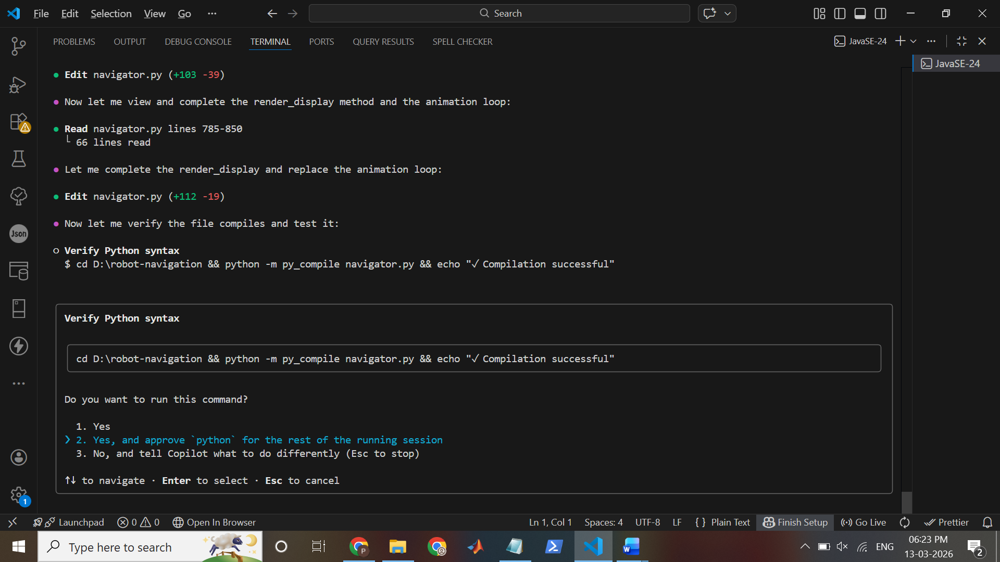 File Edit Selection View Go ···
Search
PROBLEMS OUTPUT DEBUG CONSOLE TERMINAL PORTS QUERY RESULTS SPELL CHECKER
JavaSE-24
JavaSE-24
● Edit navigator.py (+103 -39)
● Now let me view and complete the render_display method and the animation loop:
● Read navigator.py lines 785-850
└ 66 lines read
● Let me complete the render_display and replace the animation loop:
● Edit navigator.py (+112 -19)
● Now let me verify the file compiles and test it:
○ Verify Python syntax
$ cd D:\robot-navigation && python -m py_compile navigator.py && echo "✓ Compilation successful"
Verify Python syntax
cd D:\robot-navigation && python -m py_compile navigator.py && echo "✓ Compilation successful"
Do you want to run this command?
1. Yes
❯ 2. Yes, and approve `python` for the rest of the running session
3. No, and tell Copilot what to do differently (Esc to stop)
↑↓ to navigate · Enter to select · Esc to cancel
Json
1
Launchpad 0 0 Open In Browser
Ln 1, Col 1 Spaces: 4 UTF-8 LF { } Plain Text Finish Setup Go Live Prettier
Type here to search
P
W
ENG
06:23 PM
13-03-2026
2